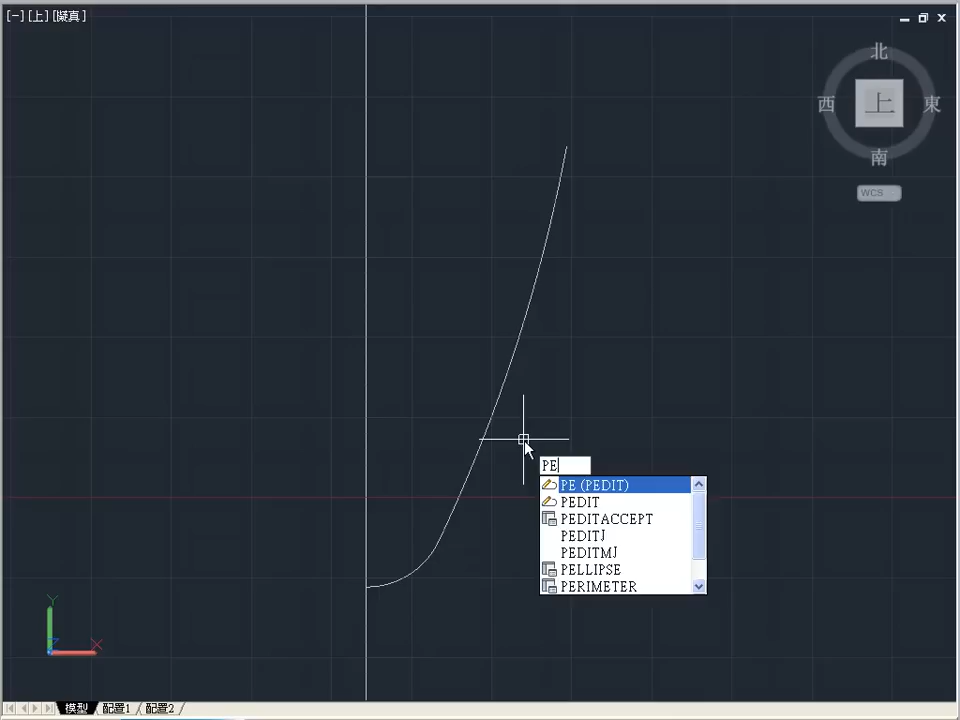 [−][上][擬真]
北
西
上
東
南
WCS
PE
PE (PEDIT)
PEDIT
PEDITACCEPT
PEDITJ
PEDITMJ
PELLIPSE
PERIMETER
Y
Z
X
模型
配置1
配置2